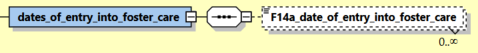 dates_of_entry_into_foster_care
F14a_date_of_entry_into_foster_care
0..∞